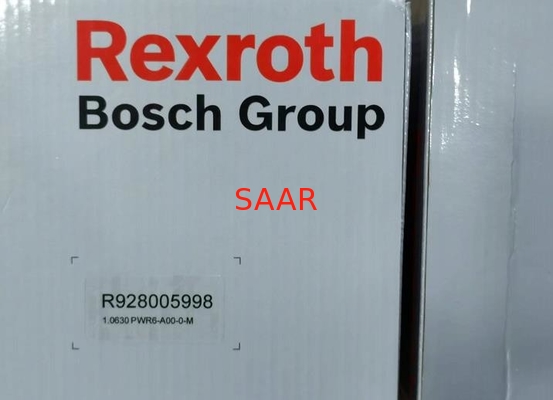 Rexroth
Bosch Group
SAAR
R928005998
1.0630 PWR6-A00-0-M